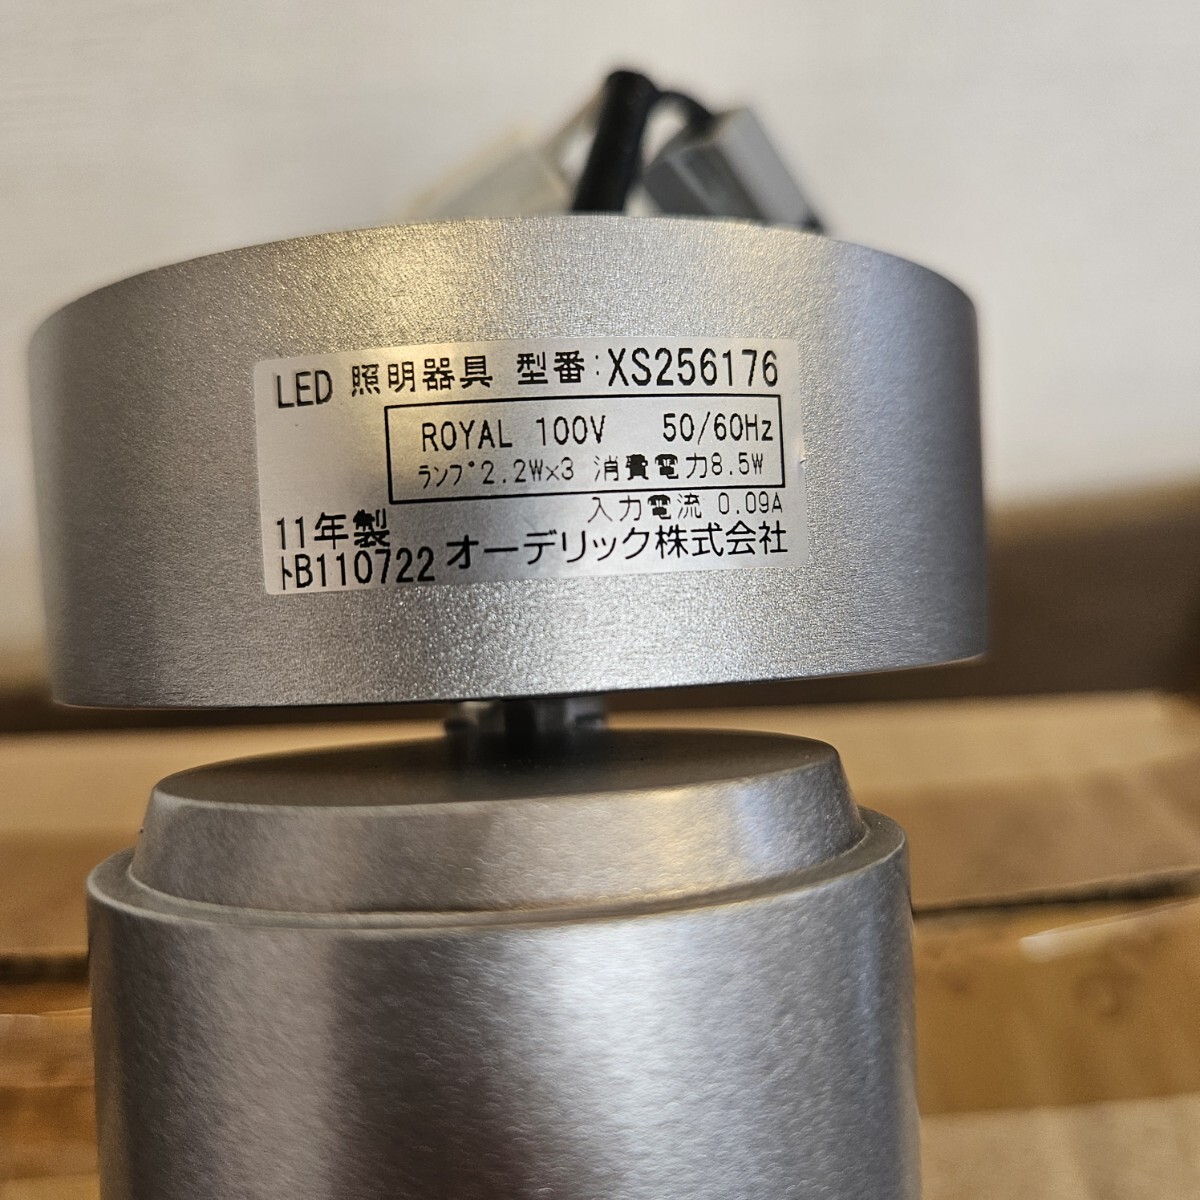 LED 照明器具 型番:XS256176
ROYAL 100V 50/60Hz
ﾗﾝﾌﾟ2.2W×3 消費電力8.5W
入力電流 0.09A
11年製
ﾄB110722 オーデリック株式会社